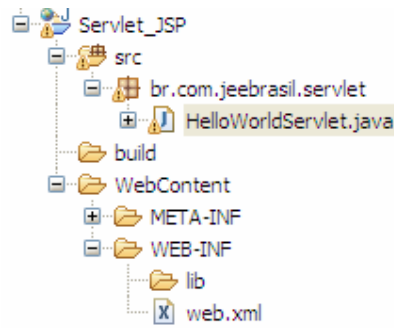 Servlet_JSP
src
br.com.jeebrasil.servlet
HelloWorldServlet.java
build
WebContent
META-INF
WEB-INF
lib
web.xml